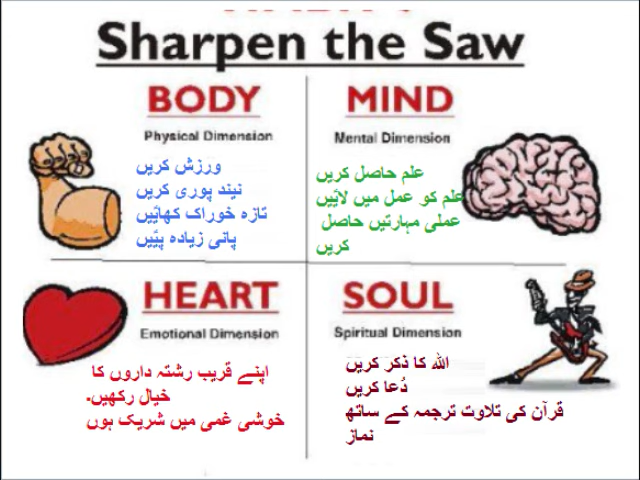 Sharpen the Saw
BODY
Physical Dimension
ورزش کریں
نیند پوری کریں
تازہ خوراک کھائیں
پانی زیادہ پئیں
MIND
Mental Dimension
علم حاصل کریں
علم کو عمل میں لائیں
عملی مہارتیں حاصل
کریں
HEART
Emotional Dimension
اپنے قریب رشتہ داروں کا
خیال رکھیں۔
خوشی غمی میں شریک ہوں
SOUL
Spiritual Dimension
اللہ کا ذکر کریں
دُعا کریں
قرآن کی تلاوت ترجمہ کے ساتھ
نماز